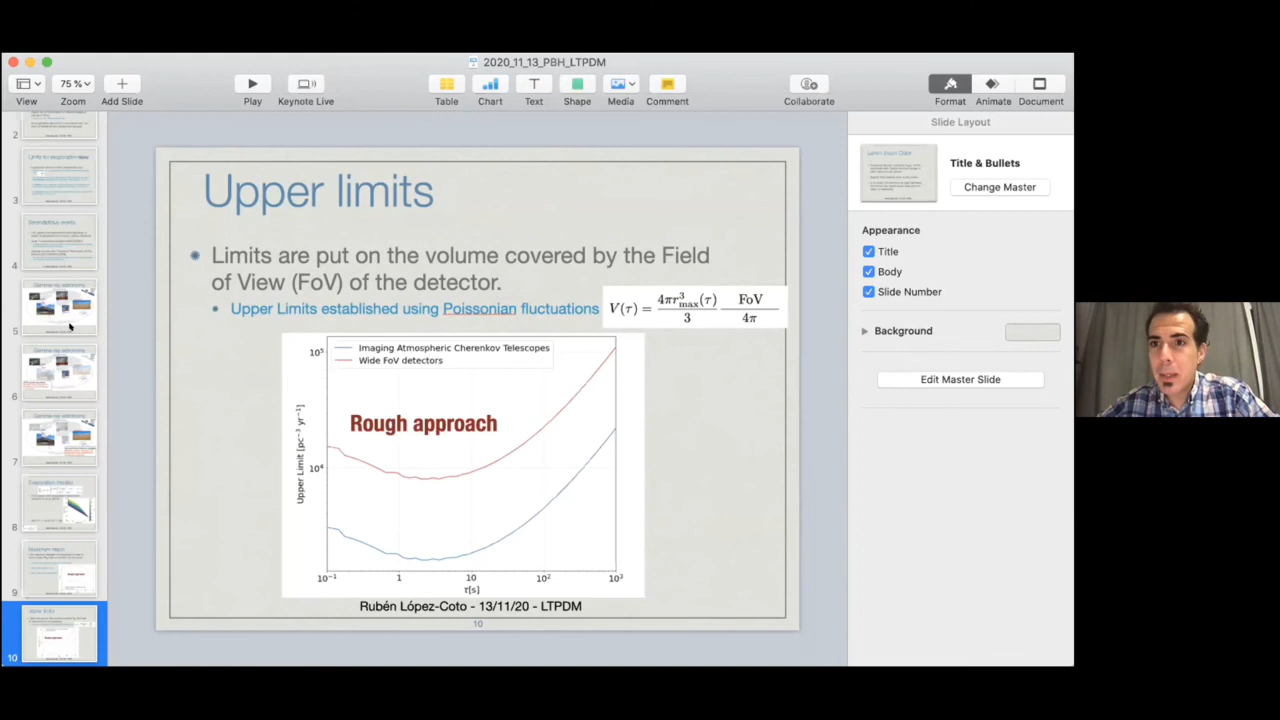 2020_11_13_PBH_LTPDM
75 %
View
Zoom
Add Slide
Play
Keynote Live
Table
Chart
Text
Shape
Media
Comment
Collaborate
Format
Animate
Document
2
3
4
5
6
7
8
9
10
Upper limits
Limits are put on the volume covered by the Field
of View (FoV) of the detector.
Upper Limits established using Poissonian fluctuations
V(τ) = 4πr³max(τ)/3 FoV/4π
Imaging Atmospheric Cherenkov Telescopes
Wide FoV detectors
Rough approach
Upper Limit [pc⁻³ yr⁻¹]
10⁵
10⁴
10⁻¹ 1 10 10² 10³
τ[s]
Rubén López-Coto - 13/11/20 - LTPDM
10
Slide Layout
Title & Bullets
Change Master
Appearance
Title
Body
Slide Number
Background
Edit Master Slide